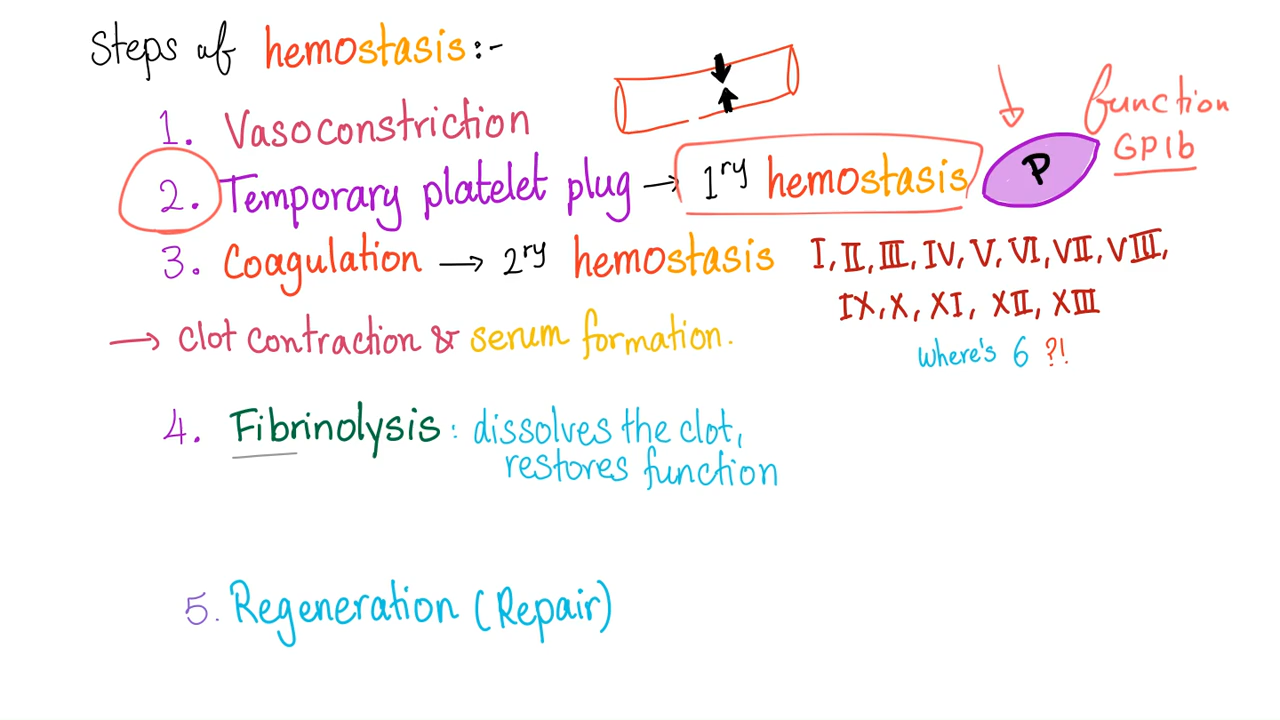 Steps of hemostasis:-
1. Vasoconstriction
2. Temporary platelet plug → 1ry hemostasis
P
function
GPIb
3. Coagulation → 2ry hemostasis
I, II, III, IV, V, VI, VII, VIII,
IX, X, XI, XII, XIII
where's 6 ?!
→ clot contraction & serum formation.
4. Fibrinolysis: dissolves the clot,
restores function
5. Regeneration (Repair)